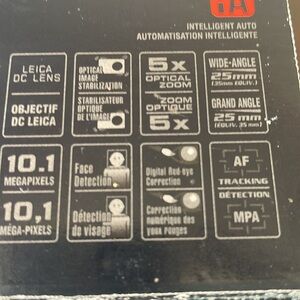 iA
INTELLIGENT AUTO
AUTOMATISATION INTELLIGENTE
LEICA
DC LENS
OBJECTIF
DC LEICA
OPTICAL
IMAGE
STABILIZATION
STABILISATEUR
OPTIQUE
DE L'IMAGE
5x
OPTICAL
ZOOM
ZOOM
OPTIQUE
5x
WIDE-ANGLE
25mm
(35mm EQUIV.)
GRAND ANGLE
25 mm
(EQUIV. 35 mm)
10.1
MEGAPIXELS
10,1
MÉGA-PIXELS
Face
Detection
Détection
de visage
Digital Red-eye
Correction
Correction
numérique des
yeux rouges
AF
TRACKING
DÉTECTION
MPA